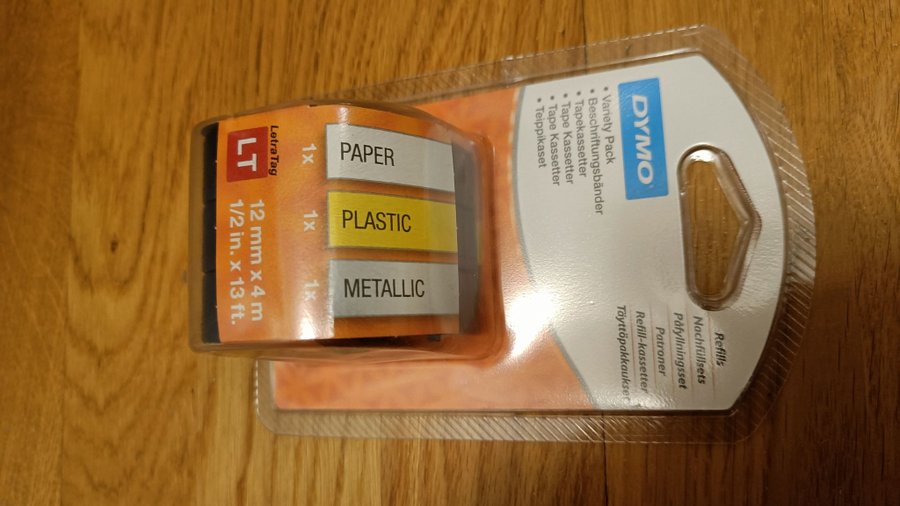 DYMO
• Variety Pack
• Beschriftungsbänder
• Tapekassetter
• Tape Kassetter
• Tape Kassetter
• Teippikaset
Refills
Nachfüllsets
Påfyllningsset
Patroner
Refill-kassetter
Täyttöpakkaukset
1x PAPER
1x PLASTIC
1x METALLIC
LetraTag
LT
12 mm x 4 m
1/2 in. x 13 ft.